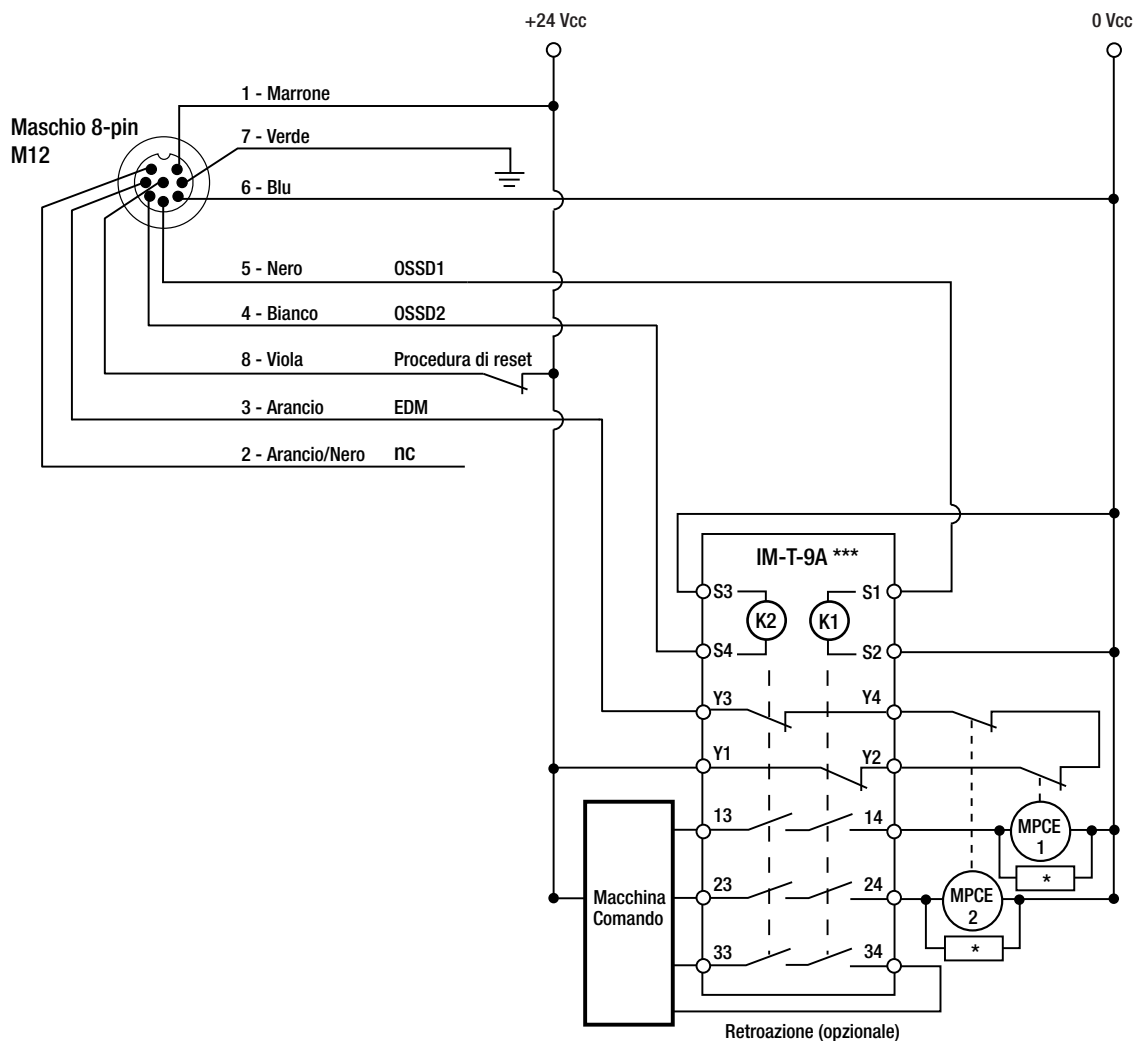 +24 Vcc
0 Vcc
1 - Marrone
Maschio 8-pin
M12
7 - Verde
6 - Blu
5 - Nero OSSD1
4 - Bianco OSSD2
8 - Viola Procedura di reset
3 - Arancio EDM
2 - Arancio/Nero nc
IM-T-9A ***
S3 S1
K2 K1
S4 S2
Y3 Y4
Y1 Y2
13 14
MPCE
1
*
23 24
Macchina
Comando
MPCE
2
*
33 34
Retroazione (opzionale)